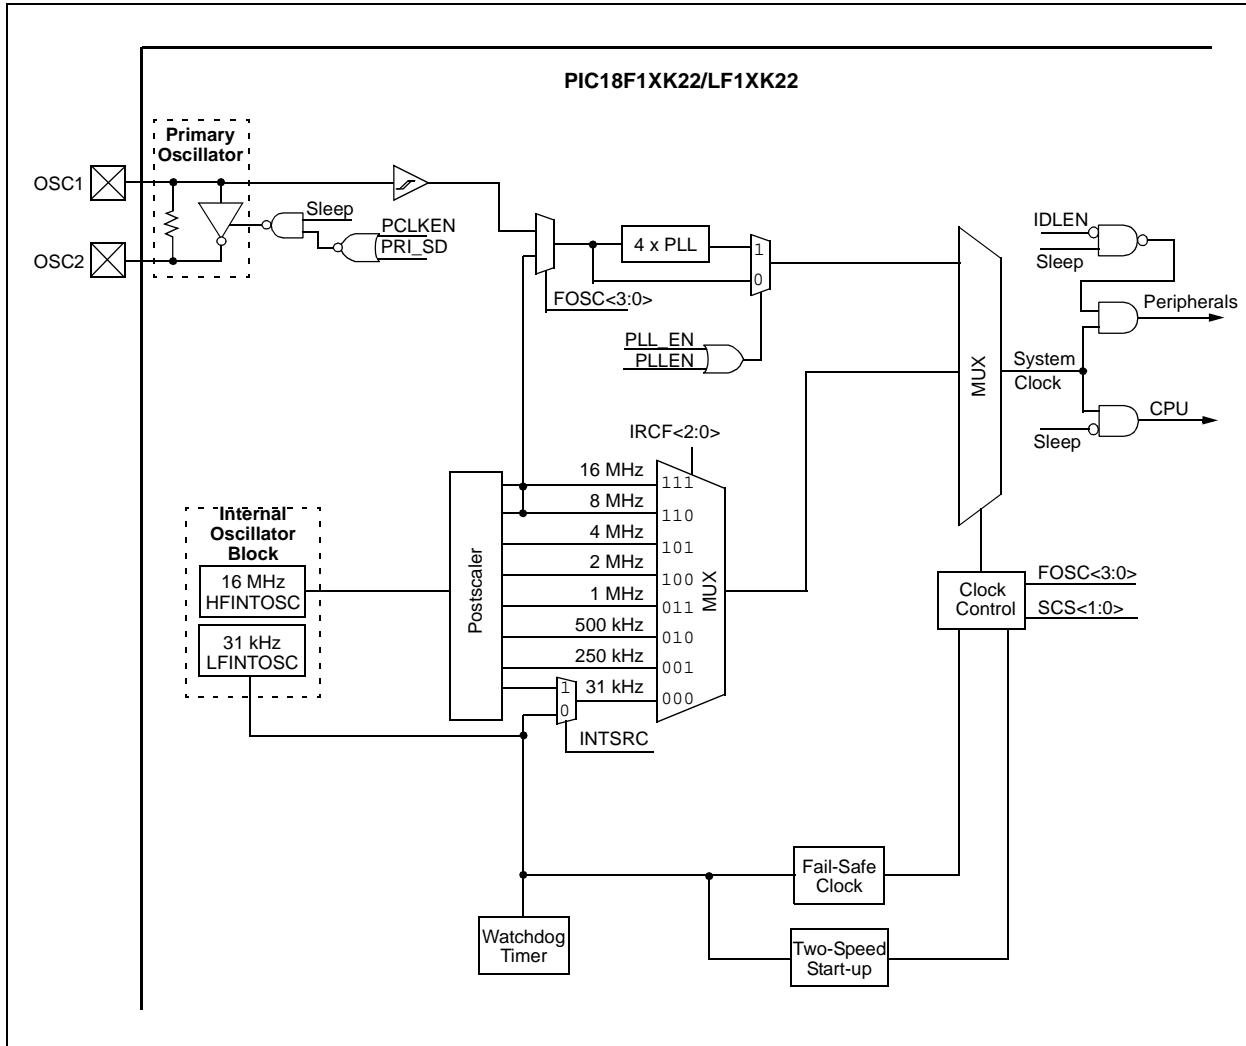 PIC18F1XK22/LF1XK22
Primary
Oscillator
OSC1
OSC2
Sleep
PCLKEN
PRI_SD
4 x PLL
1
0
FOSC<3:0>
PLL_EN
PLLEN
IDLEN
Sleep
Peripherals
MUX
System
Clock
CPU
Sleep
IRCF<2:0>
16 MHz
111
8 MHz
110
4 MHz
101
2 MHz
100
1 MHz
011
500 kHz
010
250 kHz
001
31 kHz
000
MUX
Postscaler
1
0
INTSRC
Internal
Oscillator
Block
16 MHz
HFINTOSC
31 kHz
LFINTOSC
Clock
Control
FOSC<3:0>
SCS<1:0>
Fail-Safe
Clock
Watchdog
Timer
Two-Speed
Start-up